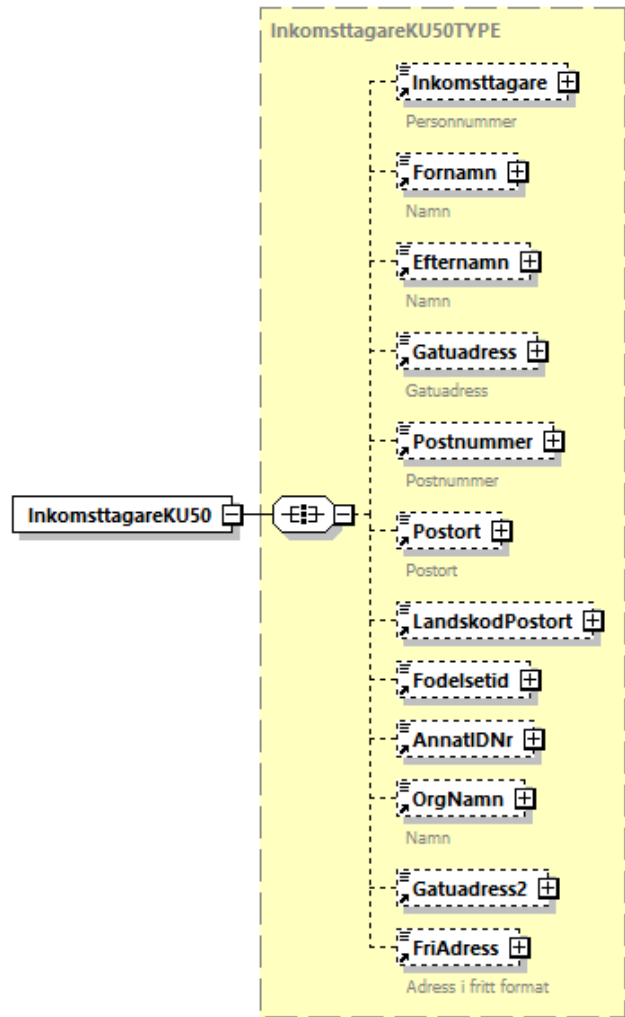 InkomsttagareKU50TYPE
Inkomsttagare
Personnummer
Fornamn
Namn
Efternamn
Namn
Gatuadress
Gatuadress
Postnummer
Postnummer
InkomsttagareKU50
Postort
Postort
LandskodPostort
Fodelsetid
AnnatIDNr
OrgNamn
Namn
Gatuadress2
FriAdress
Adress i fritt format